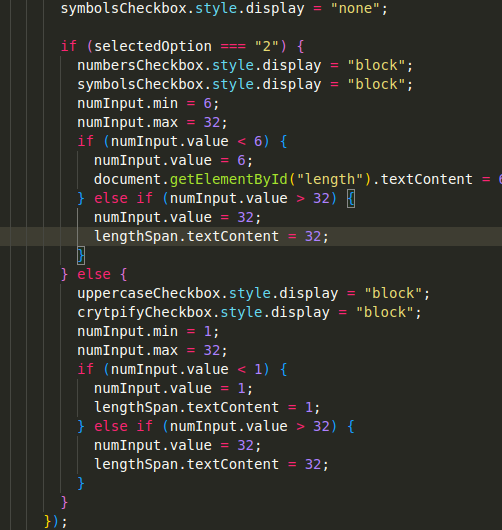 symbolsCheckbox.style.display = "none";
if (selectedOption === "2") {
numbersCheckbox.style.display = "block";
symbolsCheckbox.style.display = "block";
numInput.min = 6;
numInput.max = 32;
if (numInput.value < 6) {
numInput.value = 6;
document.getElementById("length").textContent = 6
} else if (numInput.value > 32) {
numInput.value = 32;
lengthSpan.textContent = 32;
}
} else {
uppercaseCheckbox.style.display = "block";
crytpifyCheckbox.style.display = "block";
numInput.min = 1;
numInput.max = 32;
if (numInput.value < 1) {
numInput.value = 1;
lengthSpan.textContent = 1;
} else if (numInput.value > 32) {
numInput.value = 32;
lengthSpan.textContent = 32;
}
}
});